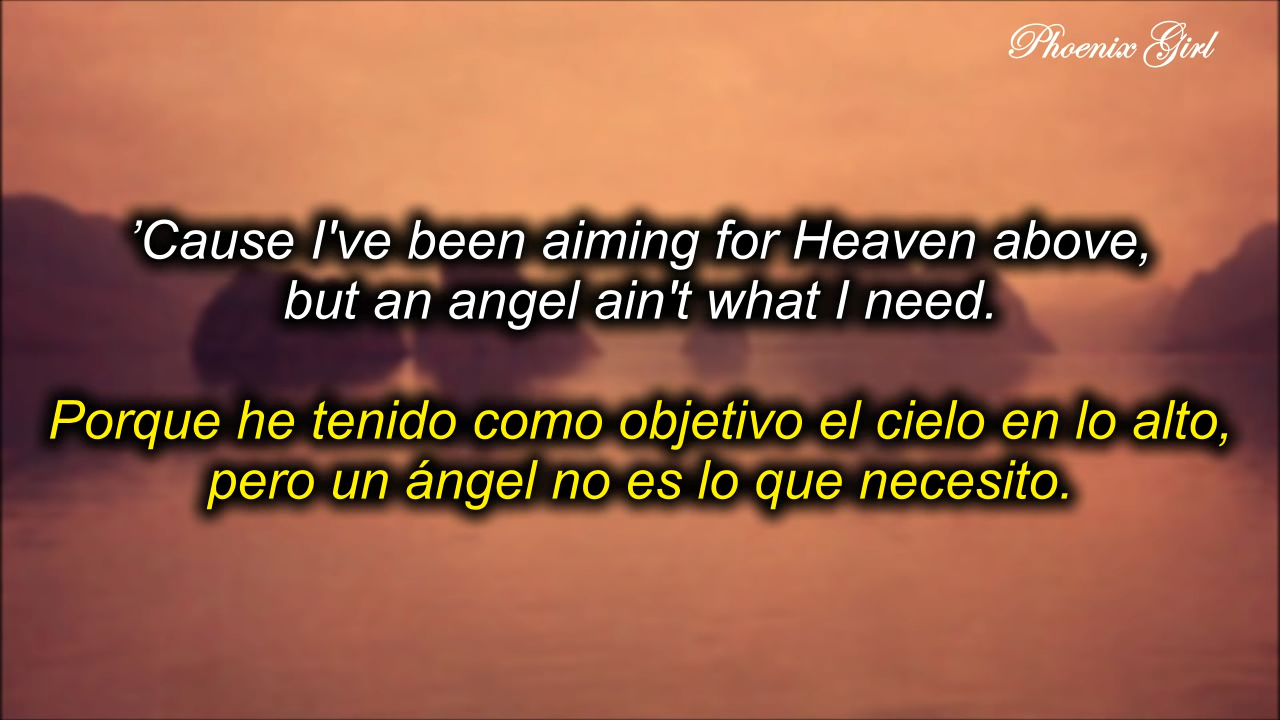 Phoenix Girl
’Cause I've been aiming for Heaven above,
but an angel ain't what I need.
Porque he tenido como objetivo el cielo en lo alto,
pero un ángel no es lo que necesito.